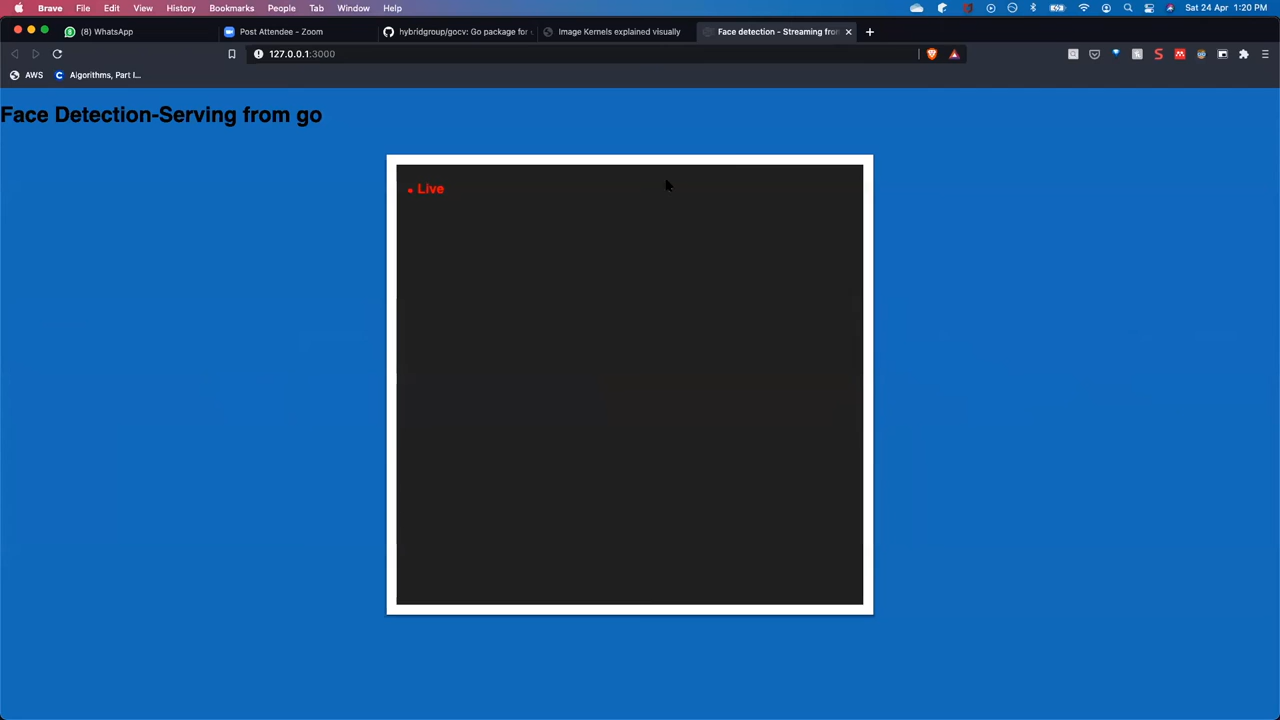 Brave File Edit View History Bookmarks People Tab Window Help Sat 24 Apr 1:20 PM
(8) WhatsApp Post Attendee - Zoom hybridgroup/gocv: Go package for Image Kernels explained visually Face detection - Streaming from
127.0.0.1:3000
AWS Algorithms, Part I...
Face Detection-Serving from go
• Live